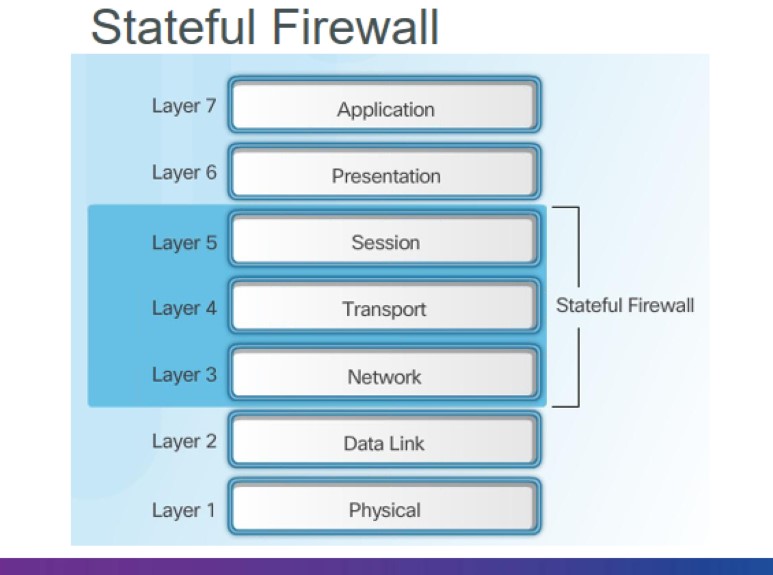 Stateful Firewall
Layer 7 Application
Layer 6 Presentation
Layer 5 Session
Layer 4 Transport
Stateful Firewall
Layer 3 Network
Layer 2 Data Link
Layer 1 Physical